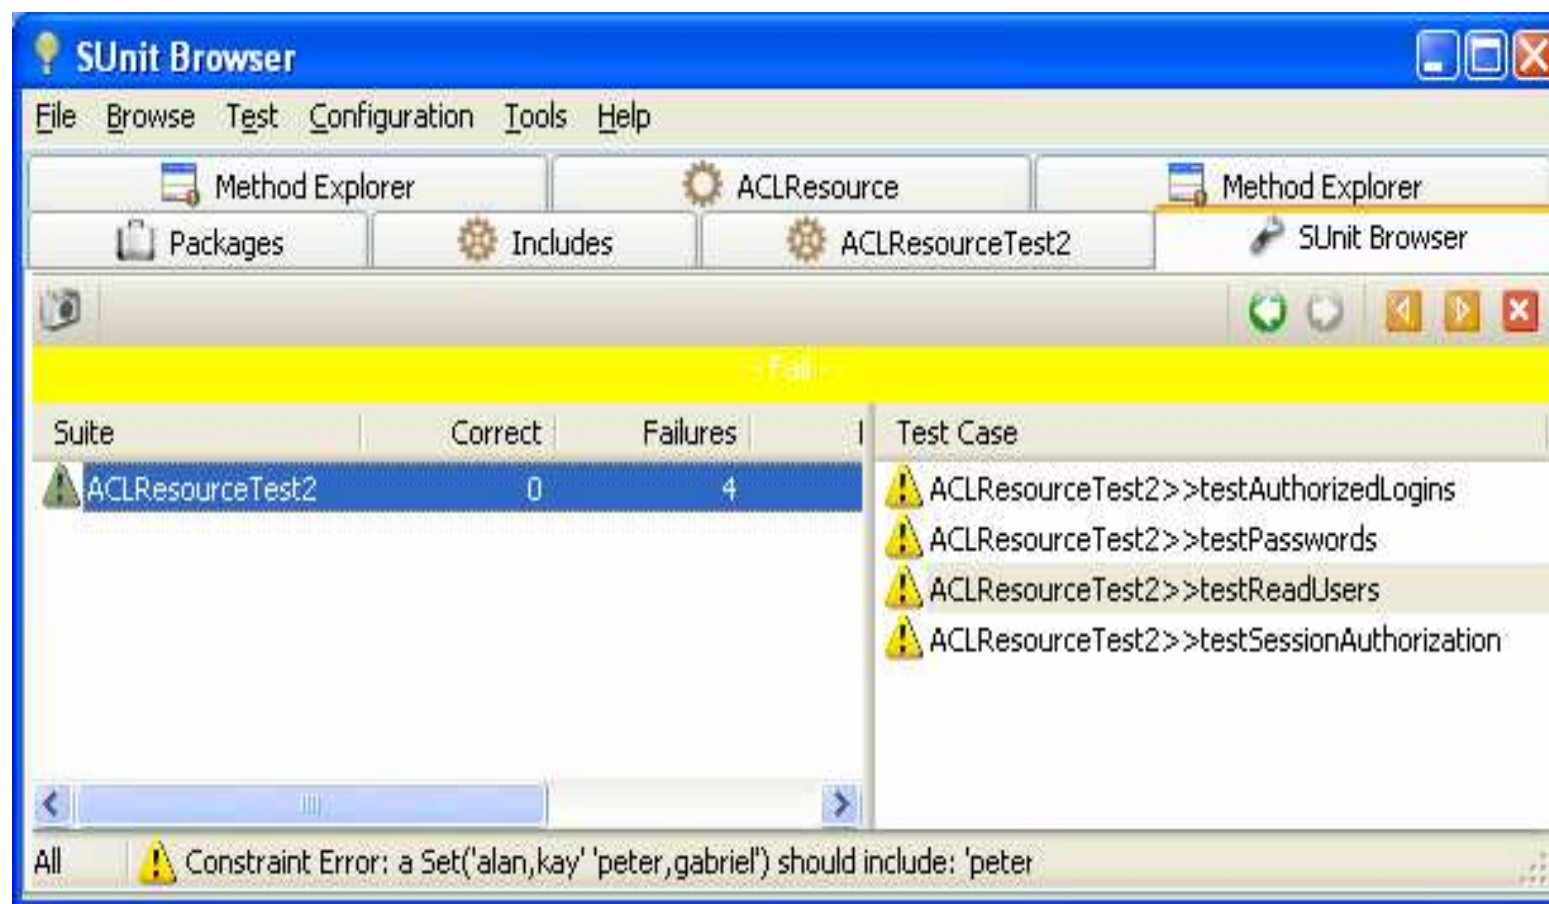 SUnit Browser
File Browse Test Configuration Tools Help
Method Explorer ACLResource Method Explorer
Packages Includes ACLResourceTest2 SUnit Browser
- Fail -
Suite Correct Failures Test Case
ACLResourceTest2 0 4
ACLResourceTest2>>testAuthorizedLogins
ACLResourceTest2>>testPasswords
ACLResourceTest2>>testReadUsers
ACLResourceTest2>>testSessionAuthorization
All Constraint Error: a Set('alan,kay' 'peter,gabriel') should include: 'peter